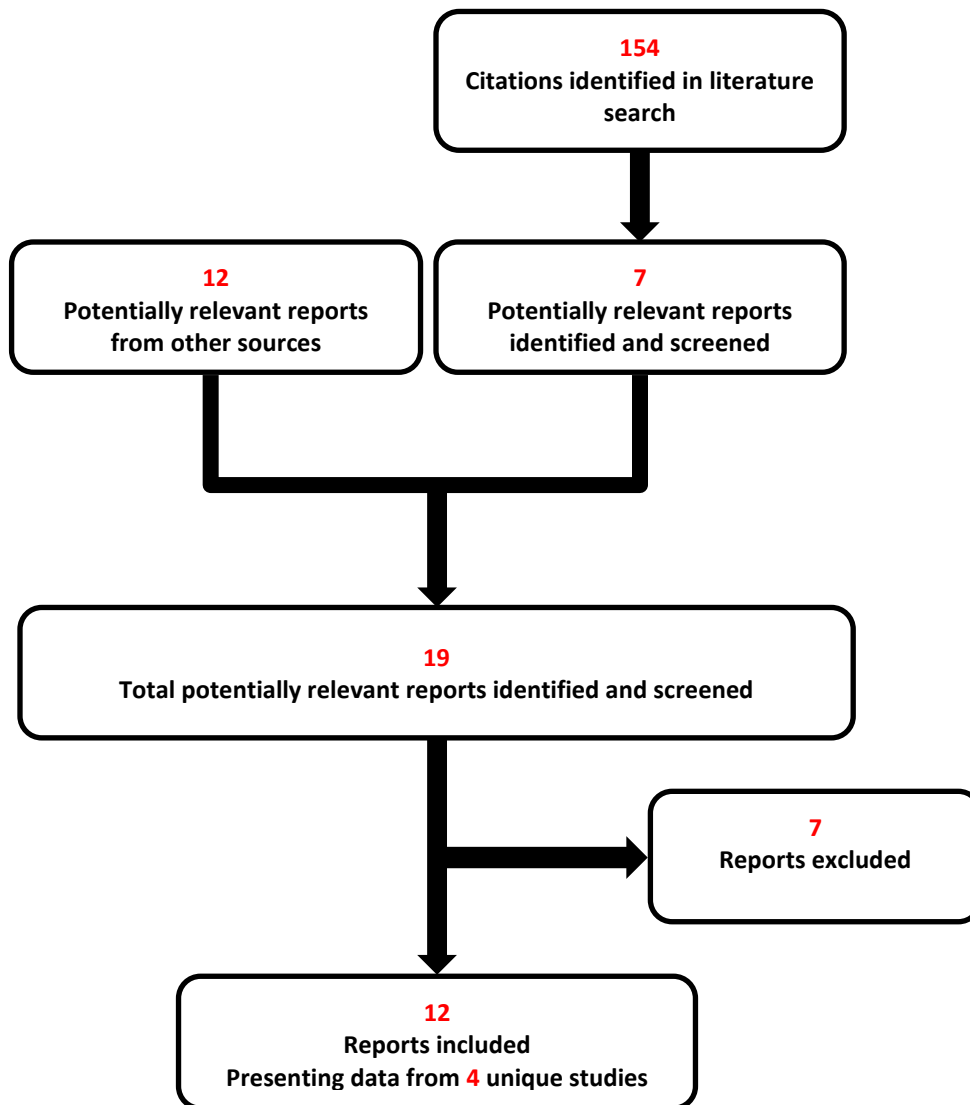 154
Citations identified in literature
search
12
Potentially relevant reports
from other sources
7
Potentially relevant reports
identified and screened
19
Total potentially relevant reports identified and screened
7
Reports excluded
12
Reports included
Presenting data from 4 unique studies